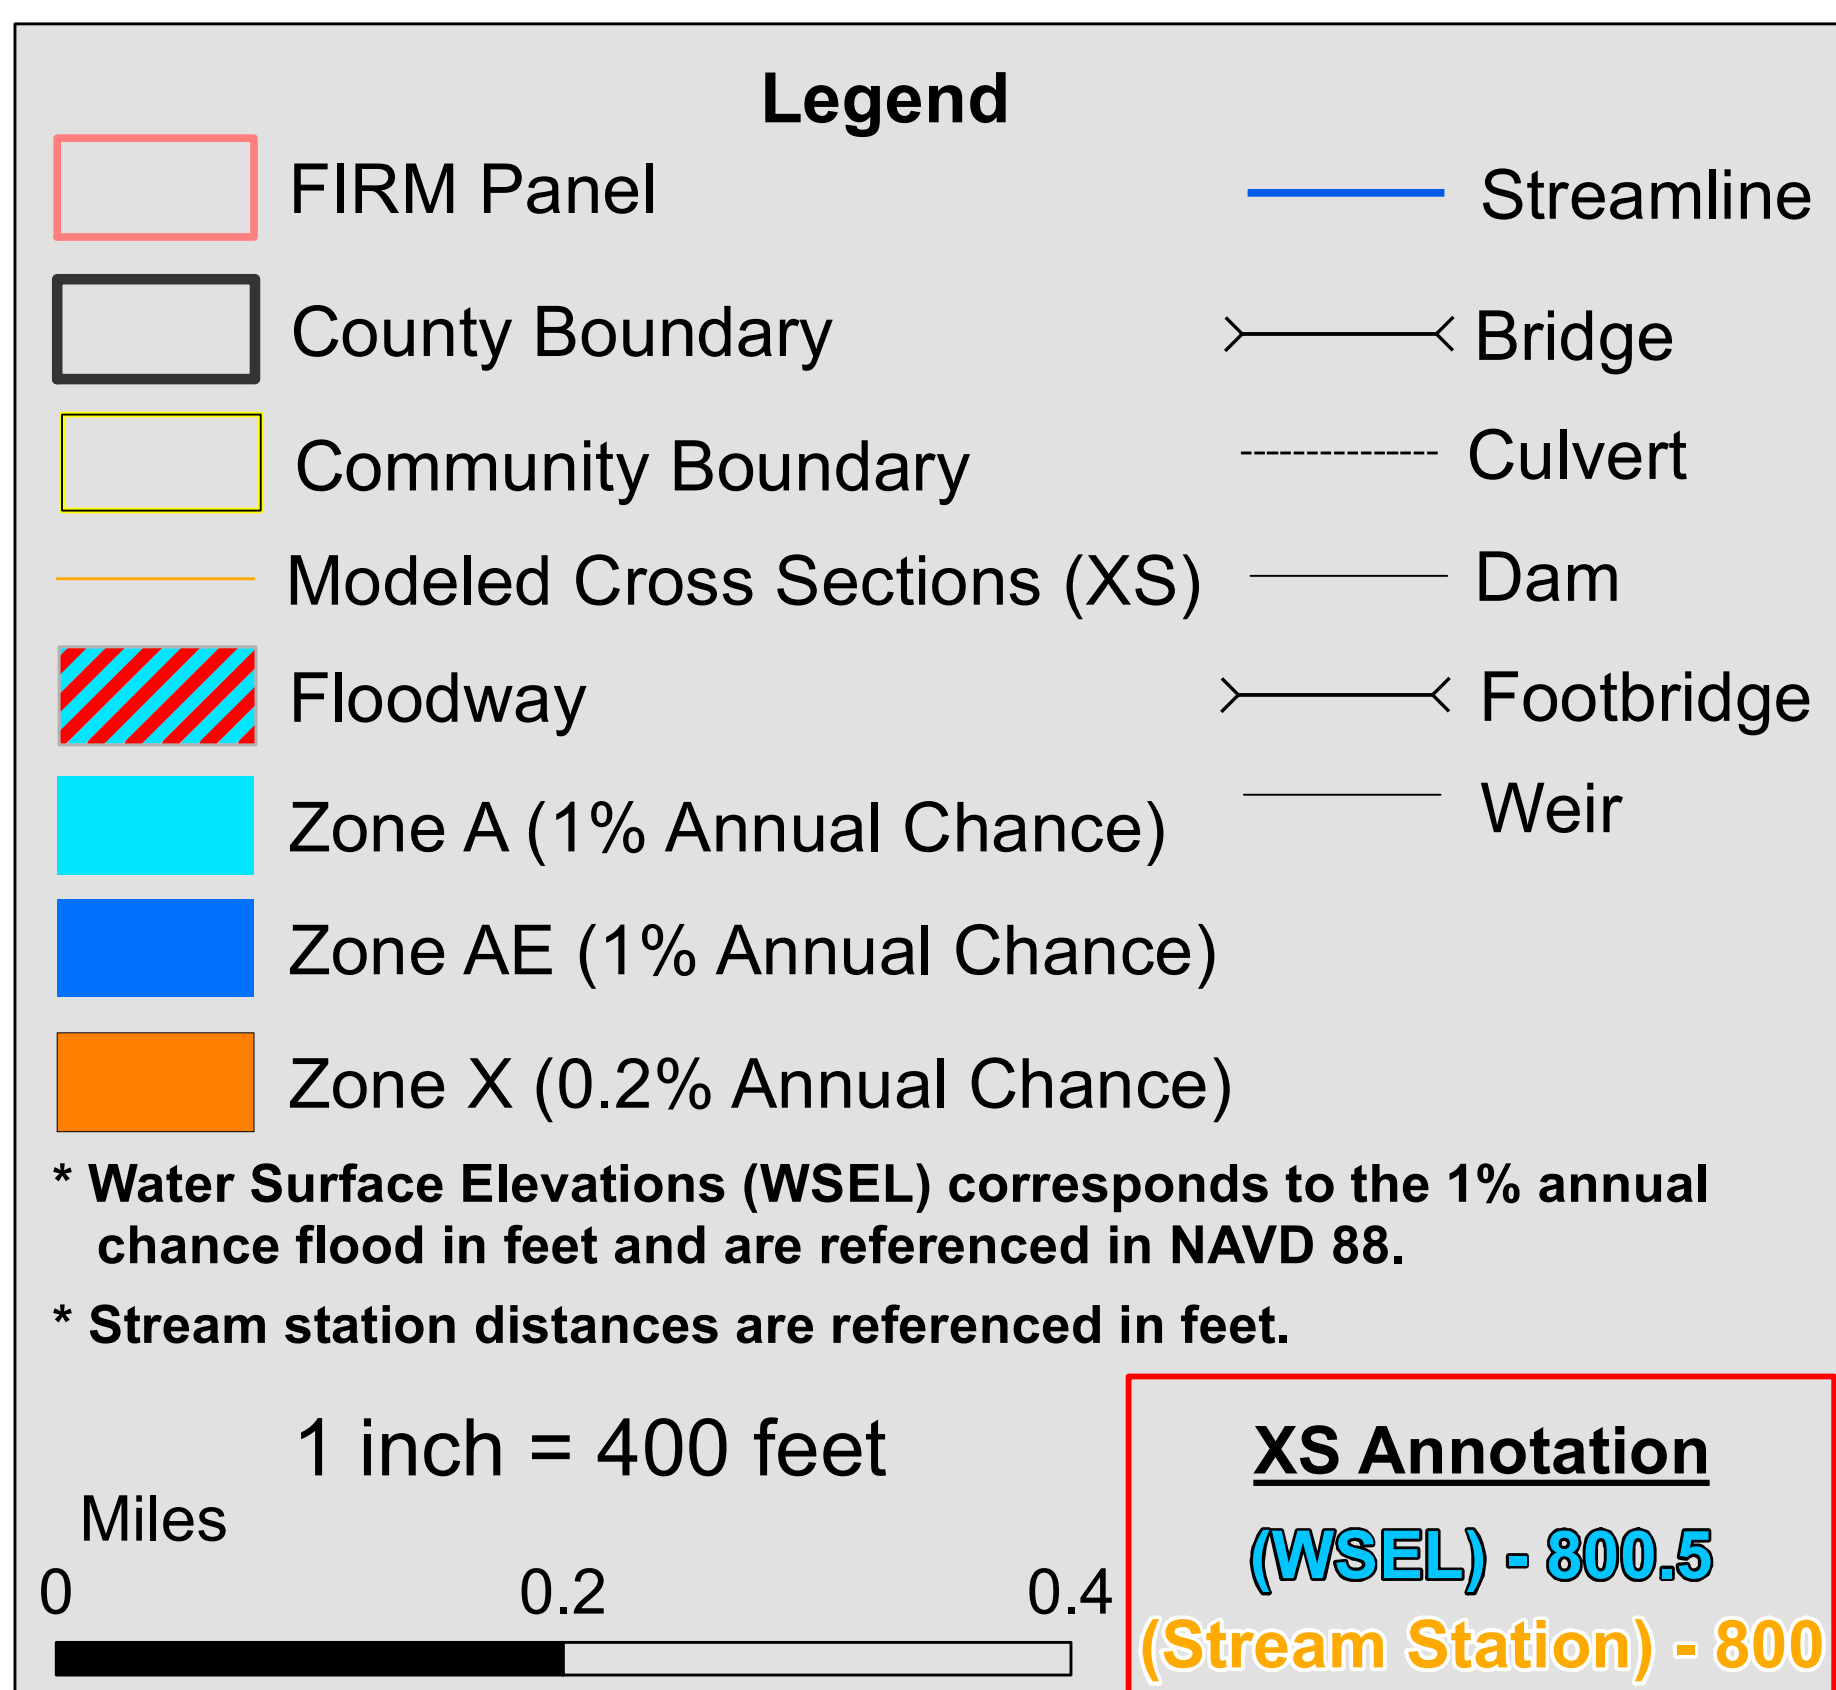 Legend
FIRM Panel
County Boundary
Community Boundary
Modeled Cross Sections (XS)
Floodway
Zone A (1% Annual Chance)
Zone AE (1% Annual Chance)
Zone X (0.2% Annual Chance)
Streamline
Bridge
Culvert
Dam
Footbridge
Weir
* Water Surface Elevations (WSEL) corresponds to the 1% annual
chance flood in feet and are referenced in NAVD 88.
* Stream station distances are referenced in feet.
1 inch = 400 feet
Miles
0 0.2 0.4
XS Annotation
(WSEL) - 800.5
(Stream Station) - 800